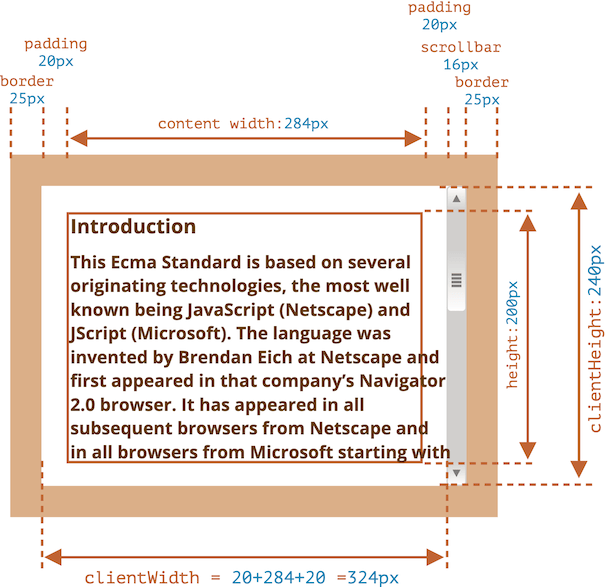 padding
20px
border
25px
padding
20px
scrollbar
16px
border
25px
content width:284px
Introduction
This Ecma Standard is based on several
originating technologies, the most well
known being JavaScript (Netscape) and
JScript (Microsoft). The language was
invented by Brendan Eich at Netscape and
first appeared in that company’s Navigator
2.0 browser. It has appeared in all
subsequent browsers from Netscape and
in all browsers from Microsoft starting with
height:200px
clientHeight:240px
clientWidth = 20+284+20 =324px